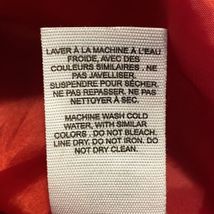 LAVER À LA MACHINE À L'EAU
FROIDE, AVEC DES
COULEURS SIMILAIRES . NE
PAS JAVELLISER.
SUSPENDRE POUR SÉCHER.
NE PAS REPASSER. NE PAS
NETTOYER À SEC.
MACHINE WASH COLD
WATER, WITH SIMILAR
COLORS . DO NOT BLEACH.
LINE DRY. DO NOT IRON. DO
NOT DRY CLEAN.